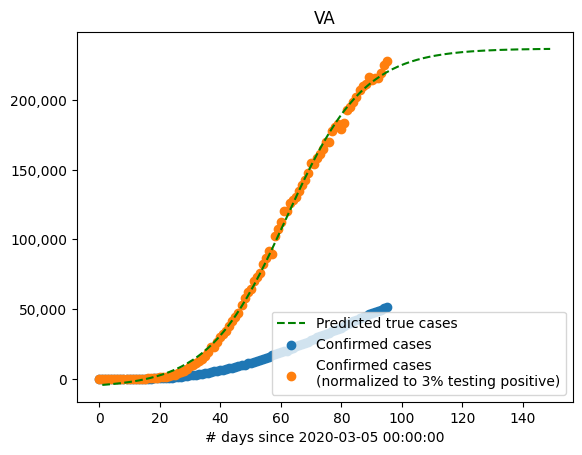 VA
200,000
150,000
100,000
50,000
0
Predicted true cases
Confirmed cases
Confirmed cases
(normalized to 3% testing positive)
0 20 40 60 80 100 120 140
# days since 2020-03-05 00:00:00